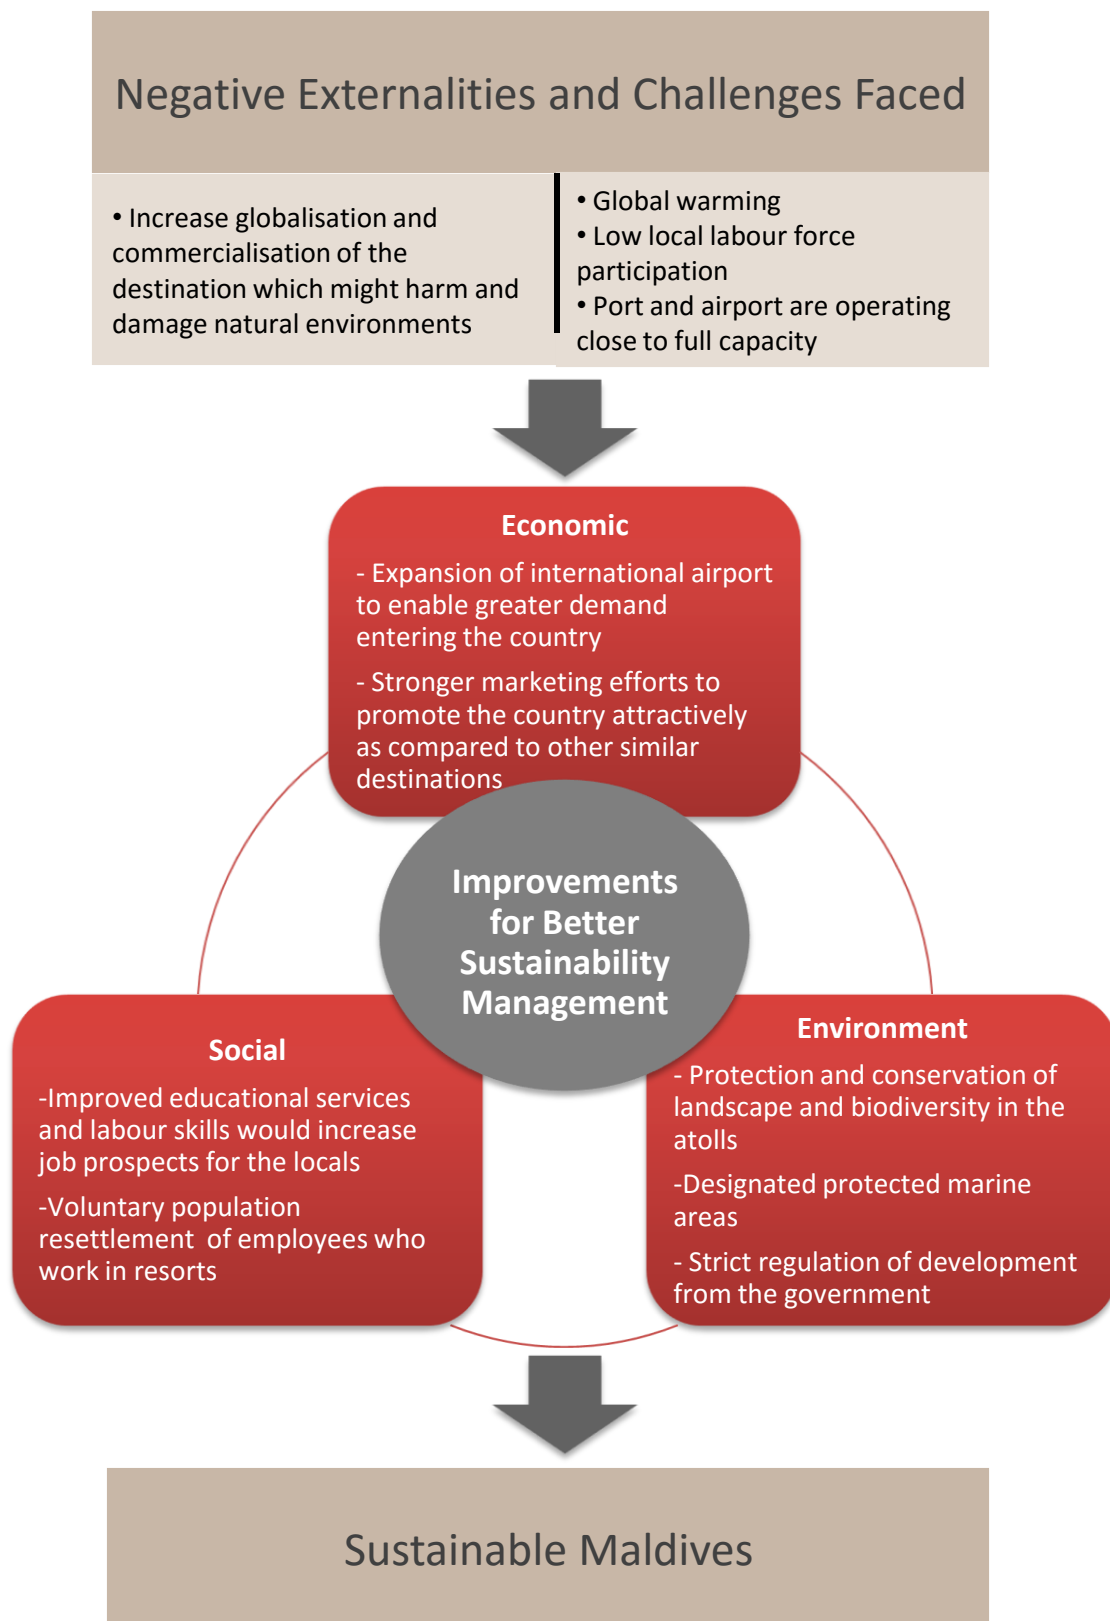 Negative Externalities and Challenges Faced
• Increase globalisation and
commercialisation of the
destination which might harm and
damage natural environments
• Global warming
• Low local labour force
participation
• Port and airport are operating
close to full capacity
Economic
- Expansion of international airport
to enable greater demand
entering the country
- Stronger marketing efforts to
promote the country attractively
as compared to other similar
destinations
Improvements
for Better
Sustainability
Management
Social
-Improved educational services
and labour skills would increase
job prospects for the locals
-Voluntary population
resettlement  of employees who
work in resorts
Environment
- Protection and conservation of
landscape and biodiversity in the
atolls
-Designated protected marine
areas
- Strict regulation of development
from the government
Sustainable Maldives